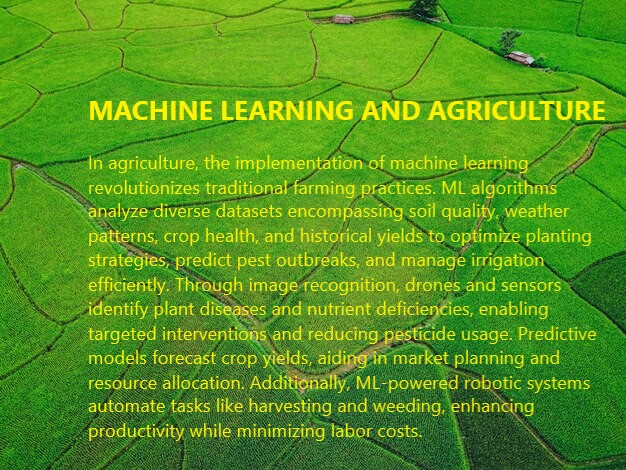 MACHINE LEARNING AND AGRICULTURE
In agriculture, the implementation of machine learning
revolutionizes traditional farming practices. ML algorithms
analyze diverse datasets encompassing soil quality, weather
patterns, crop health, and historical yields to optimize planting
strategies, predict pest outbreaks, and manage irrigation
efficiently. Through image recognition, drones and sensors
identify plant diseases and nutrient deficiencies, enabling
targeted interventions and reducing pesticide usage. Predictive
models forecast crop yields, aiding in market planning and
resource allocation. Additionally, ML-powered robotic systems
automate tasks like harvesting and weeding, enhancing
productivity while minimizing labor costs.